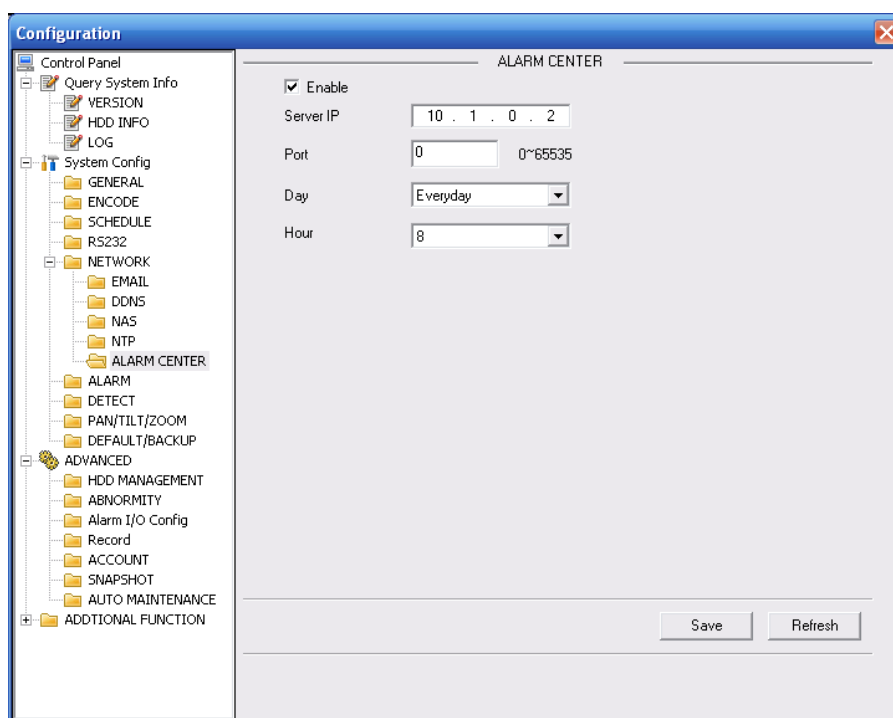 Configuration
Control Panel
Query System Info
VERSION
HDD INFO
LOG
System Config
GENERAL
ENCODE
SCHEDULE
RS232
NETWORK
EMAIL
DDNS
NAS
NTP
ALARM CENTER
ALARM
DETECT
PAN/TILT/ZOOM
DEFAULT/BACKUP
ADVANCED
HDD MANAGEMENT
ABNORMITY
Alarm I/O Config
Record
ACCOUNT
SNAPSHOT
AUTO MAINTENANCE
ADDTIONAL FUNCTION
ALARM CENTER
Enable
Server IP 10 . 1 . 0 . 2
Port 0 0~65535
Day Everyday
Hour 8
Save Refresh